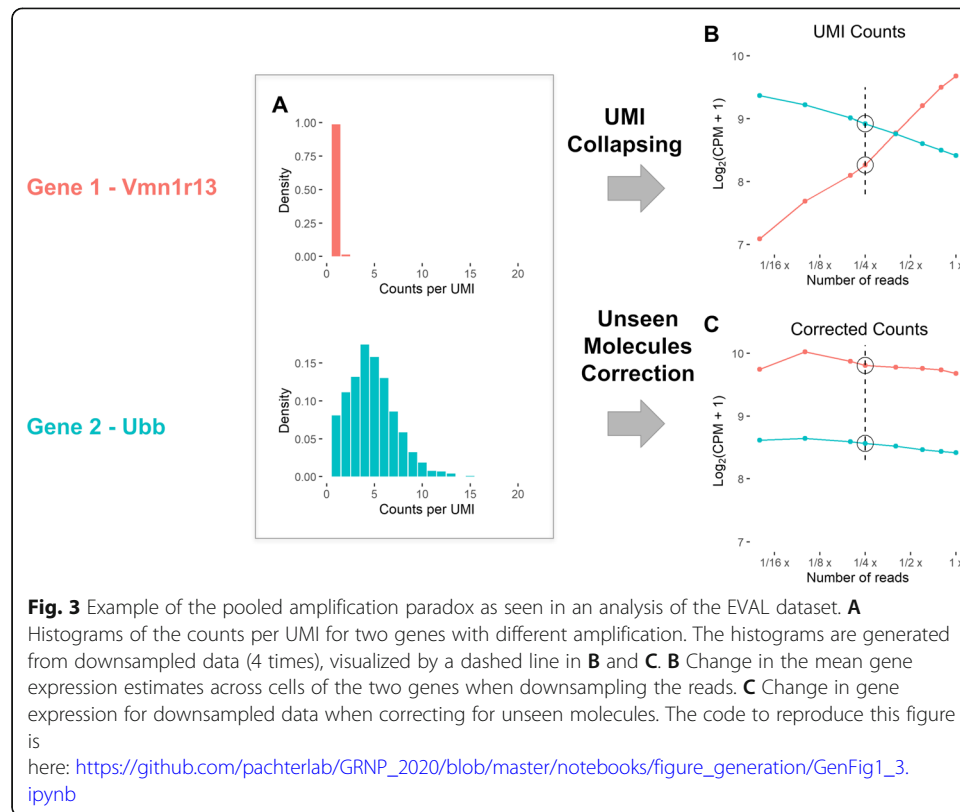 Gene 1 - Vmn1r13
Gene 2 - Ubb
A
1.00
0.75
0.50
0.25
0.00
Density
0 5 10 15 20
Counts per UMI
0.15
0.10
0.05
0.00
Density
0 5 10 15 20
Counts per UMI
UMI
Collapsing
Unseen
Molecules
Correction
B
UMI Counts
10
9
8
7
Log2(CPM + 1)
1/16 x 1/8 x 1/4 x 1/2 x 1 x
Number of reads
C
Corrected Counts
10
9
8
7
Log2(CPM + 1)
1/16 x 1/8 x 1/4 x 1/2 x 1 x
Number of reads
Fig. 3 Example of the pooled amplification paradox as seen in an analysis of the EVAL dataset. A
Histograms of the counts per UMI for two genes with different amplification. The histograms are generated
from downsampled data (4 times), visualized by a dashed line in B and C. B Change in the mean gene
expression estimates across cells of the two genes when downsampling the reads. C Change in gene
expression for downsampled data when correcting for unseen molecules. The code to reproduce this figure
is
here: https://github.com/pachterlab/GRNP_2020/blob/master/notebooks/figure_generation/GenFig1_3.
ipynb